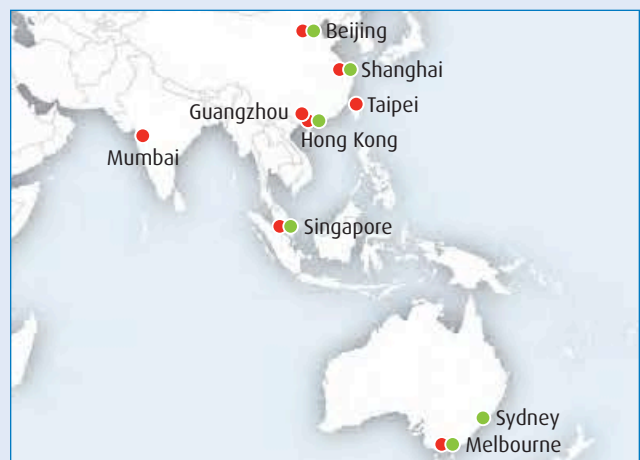 Beijing
Shanghai
Taipei
Guangzhou
Hong Kong
Mumbai
Singapore
Sydney
Melbourne